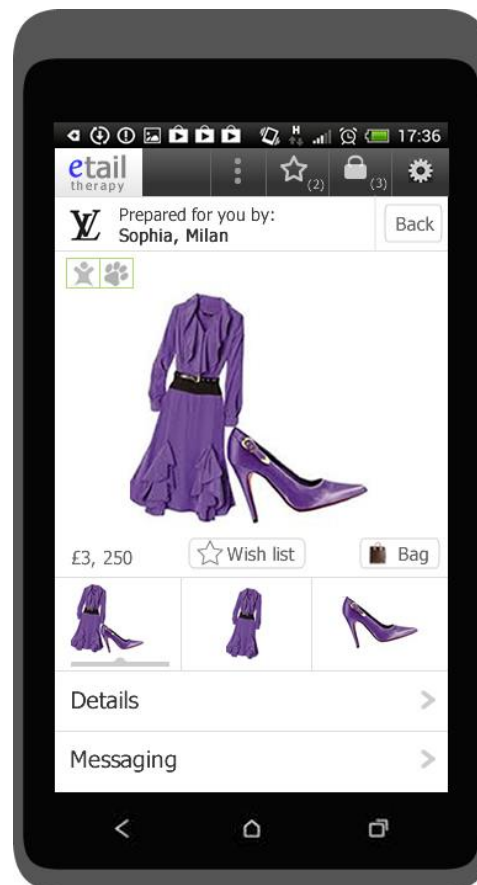 H 17:36
etail
therapy
(2) (3)
LV Prepared for you by:
Sophia, Milan
Back
£3, 250 Wish list Bag
Details
Messaging